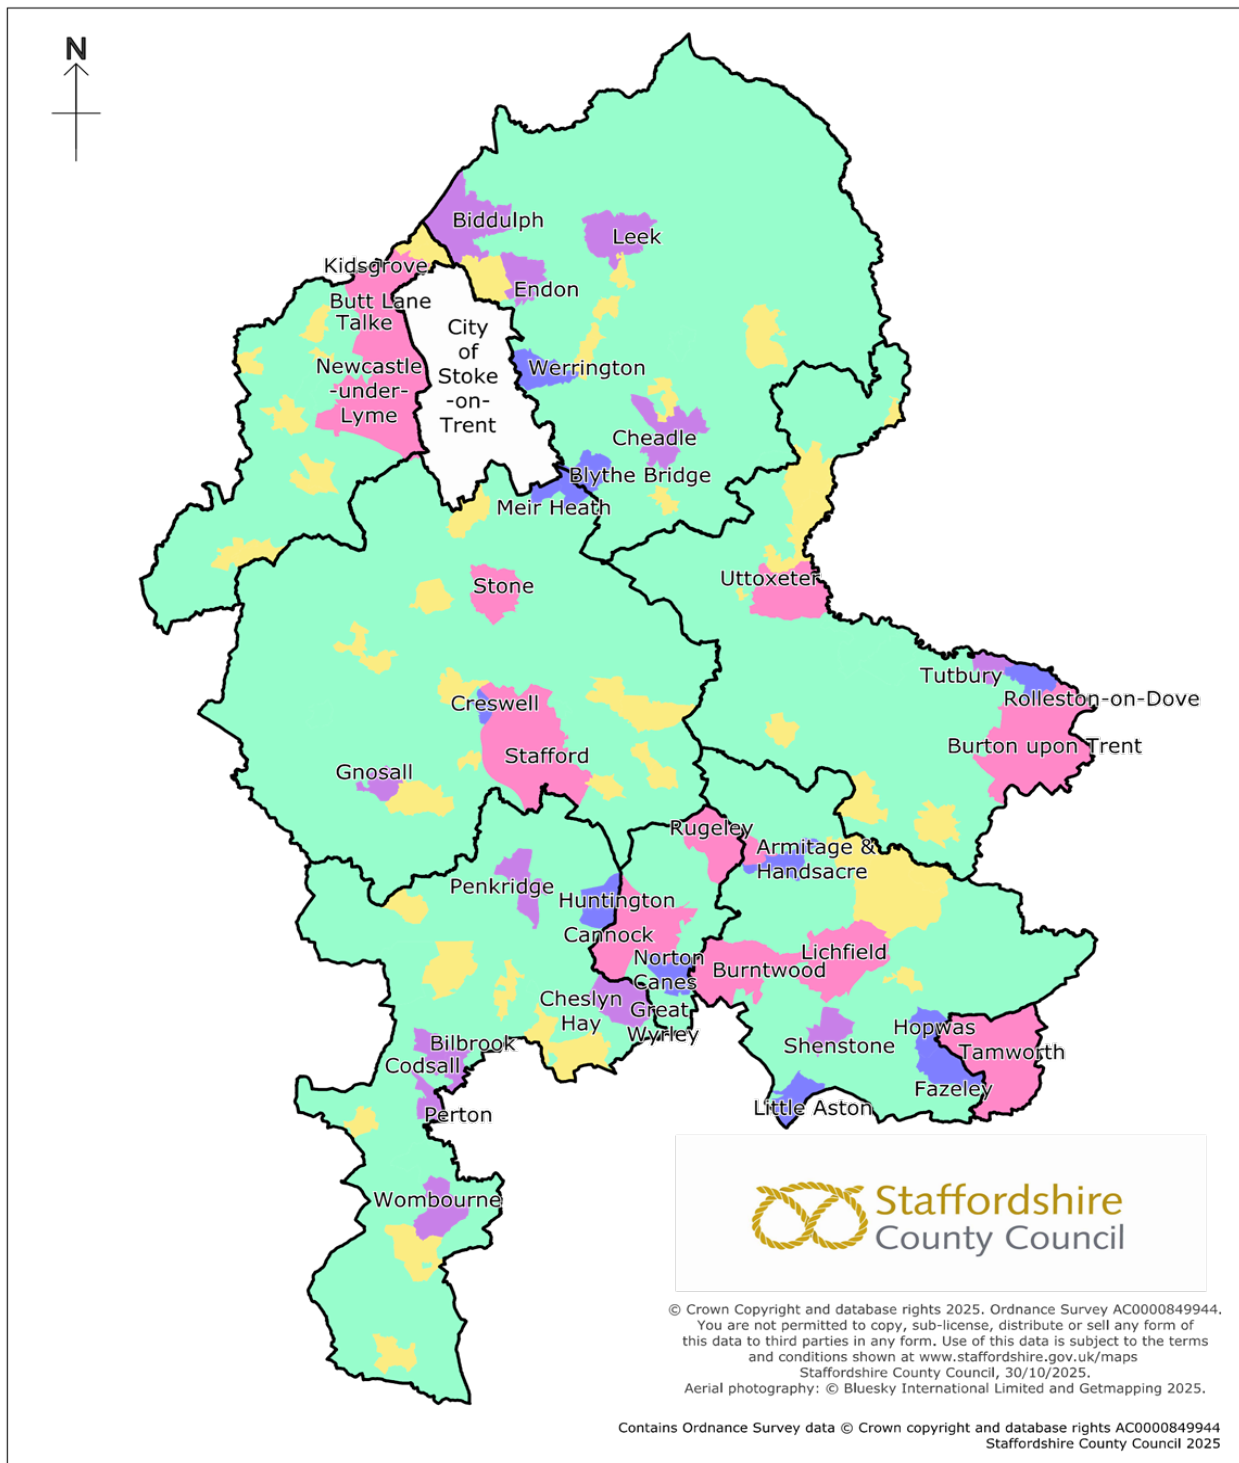 N
Biddulph
Leek
Kidsgrove
Endon
Butt Lane
Talke
City
of
Stoke
-on-
Trent
Newcastle
-under-
Lyme
Werrington
Cheadle
Blythe Bridge
Meir Heath
Stone
Uttoxeter
Tutbury
Rolleston-on-Dove
Creswell
Burton upon Trent
Stafford
Gnosall
Rugeley
Armitage &
Handsacre
Penkridge
Huntington
Cannock
Lichfield
Norton
Canes
Burntwood
Cheslyn
Hay
Great
Wyrley
Hopwas
Bilbrook
Shenstone
Tamworth
Codsall
Fazeley
Little Aston
Perton
Wombourne
Staffordshire
County Council
© Crown Copyright and database rights 2025. Ordnance Survey AC0000849944.
You are not permitted to copy, sub-license, distribute or sell any form of
this data to third parties in any form. Use of this data is subject to the terms
and conditions shown at www.staffordshire.gov.uk/maps
Staffordshire County Council, 30/10/2025.
Aerial photography: © Bluesky International Limited and Getmapping 2025.
Contains Ordnance Survey data © Crown copyright and database rights AC0000849944
Staffordshire County Council 2025